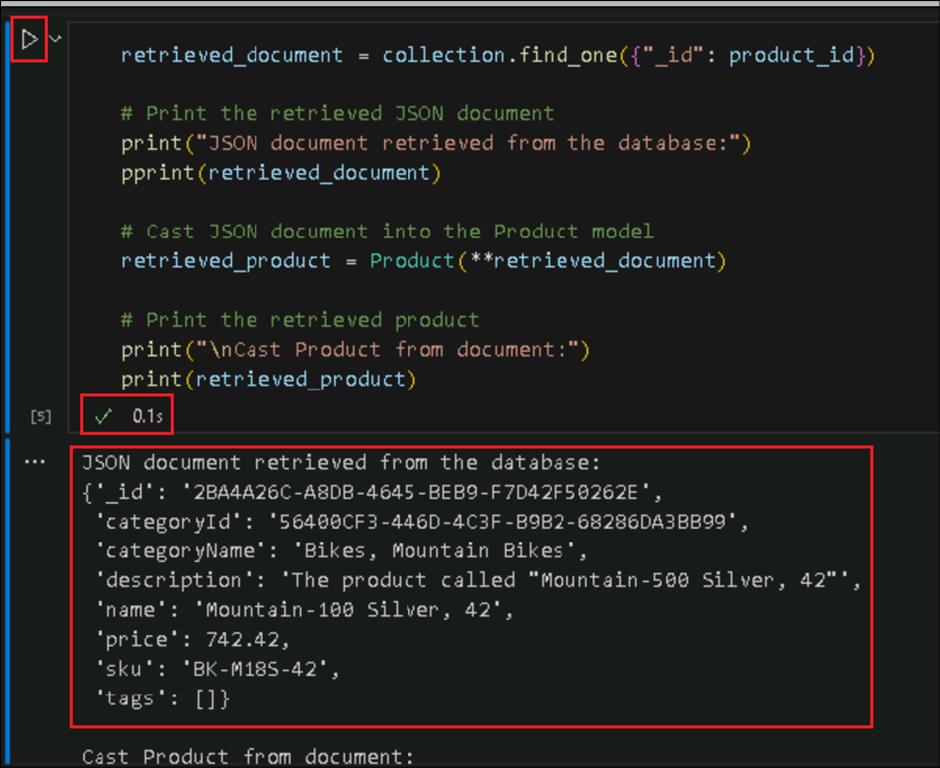 retrieved_document = collection.find_one({"_id": product_id})
# Print the retrieved JSON document
print("JSON document retrieved from the database:")
pprint(retrieved_document)
# Cast JSON document into the Product model
retrieved_product = Product(**retrieved_document)
# Print the retrieved product
print("\nCast Product from document:")
print(retrieved_product)
[5] ✓ 0.1s
... JSON document retrieved from the database:
{'_id': '2BA4A26C-A8DB-4645-BEB9-F7D42F50262E',
'categoryId': '56400CF3-446D-4C3F-B9B2-68286DA3BB99',
'categoryName': 'Bikes, Mountain Bikes',
'description': 'The product called "Mountain-500 Silver, 42"',
'name': 'Mountain-100 Silver, 42',
'price': 742.42,
'sku': 'BK-M18S-42',
'tags': []}
Cast Product from document: